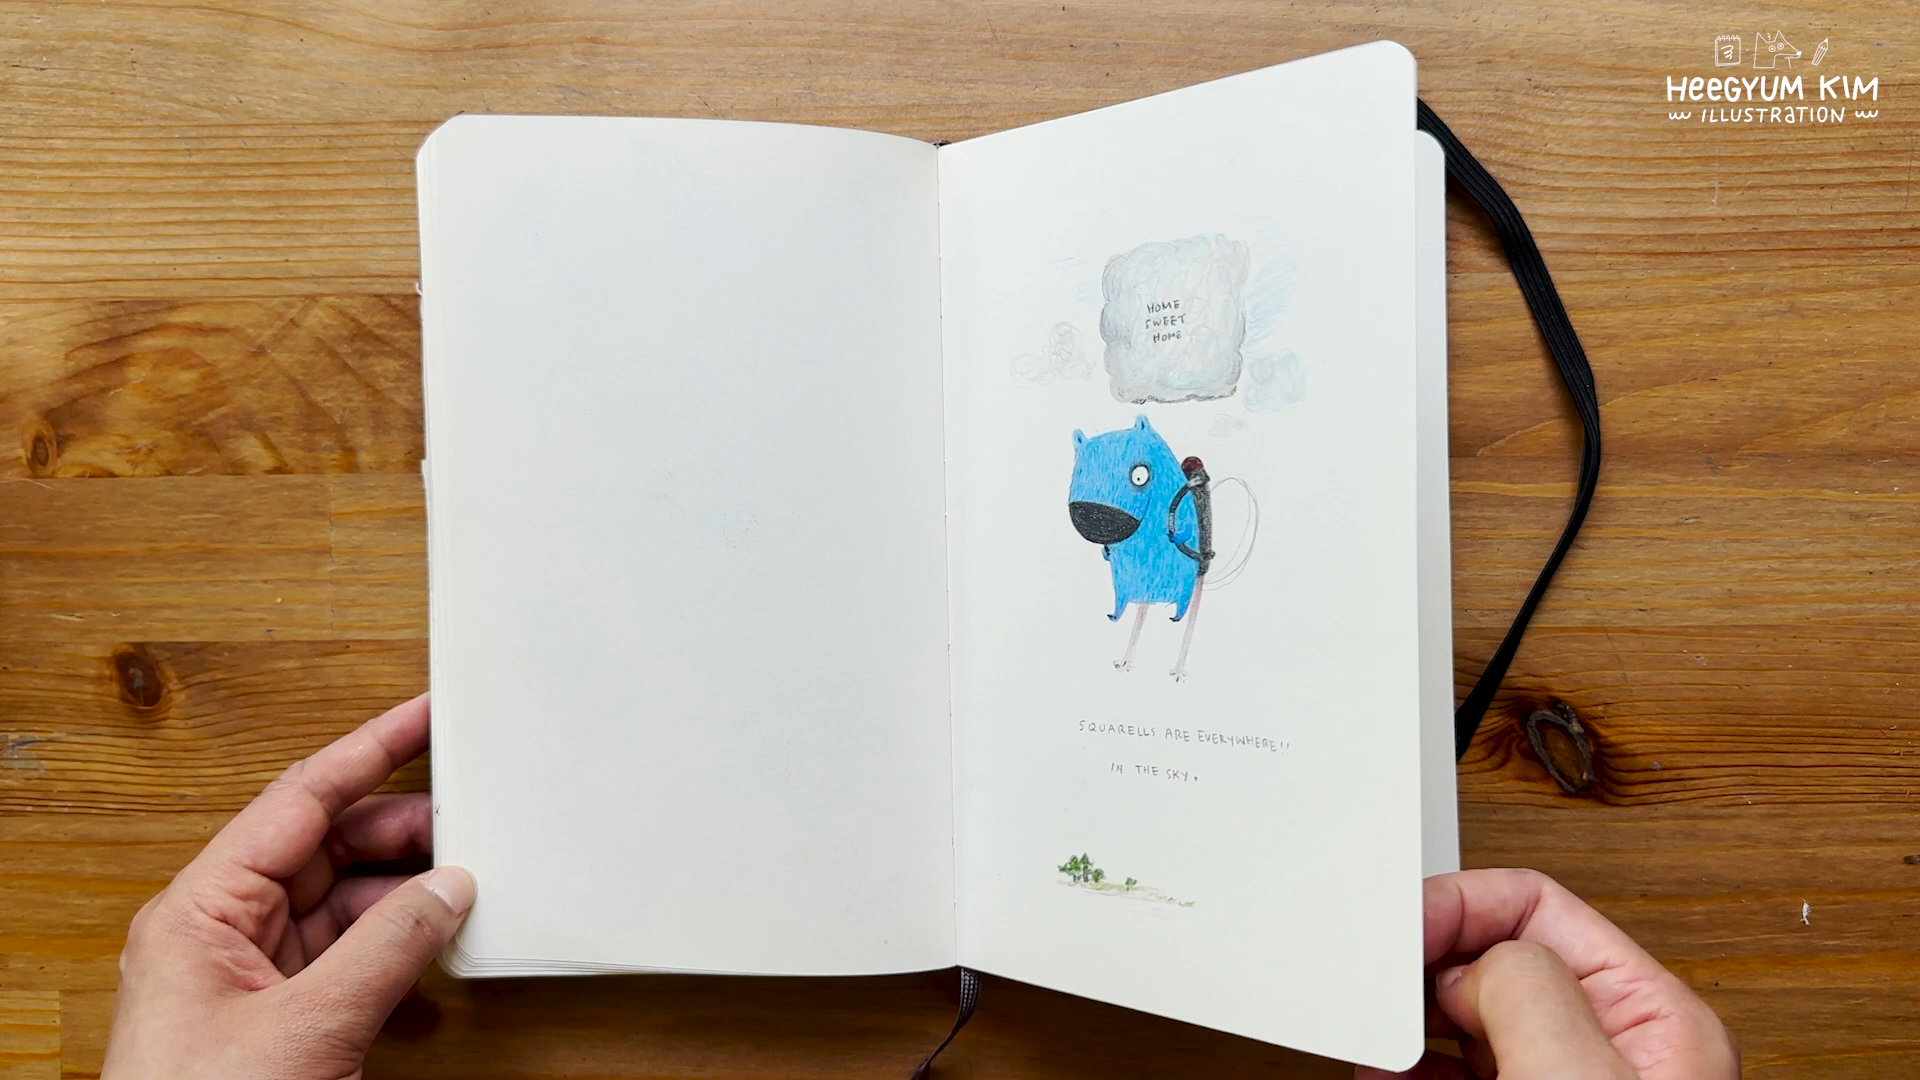 HEEGYUM KIM
ILLUSTRATION
HOME
SWEET
HOME
SQUARELLS ARE EVERYWHERE!!
IN THE SKY,